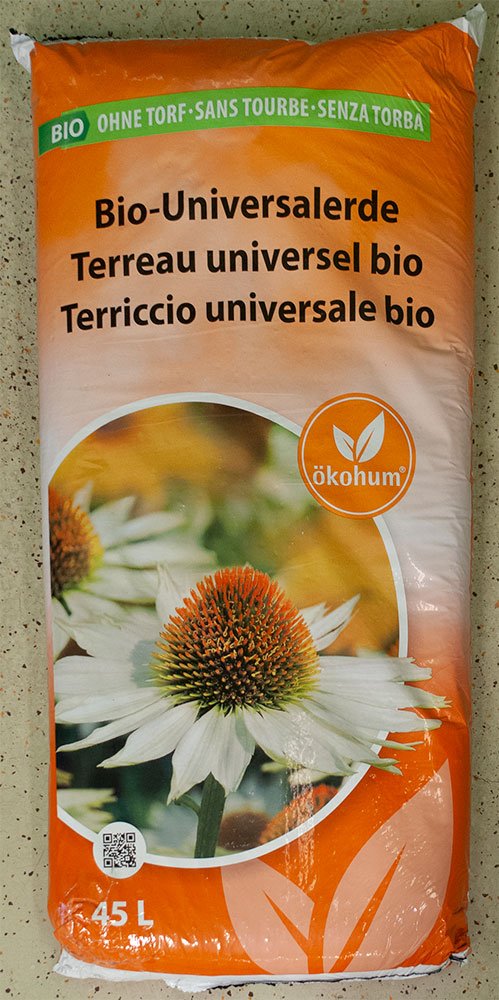 BIO OHNE TORF·SANS TOURBE·SENZA TORBA
Bio-Universalerde
Terreau universel bio
Terriccio universale bio
ökohum®
45 L